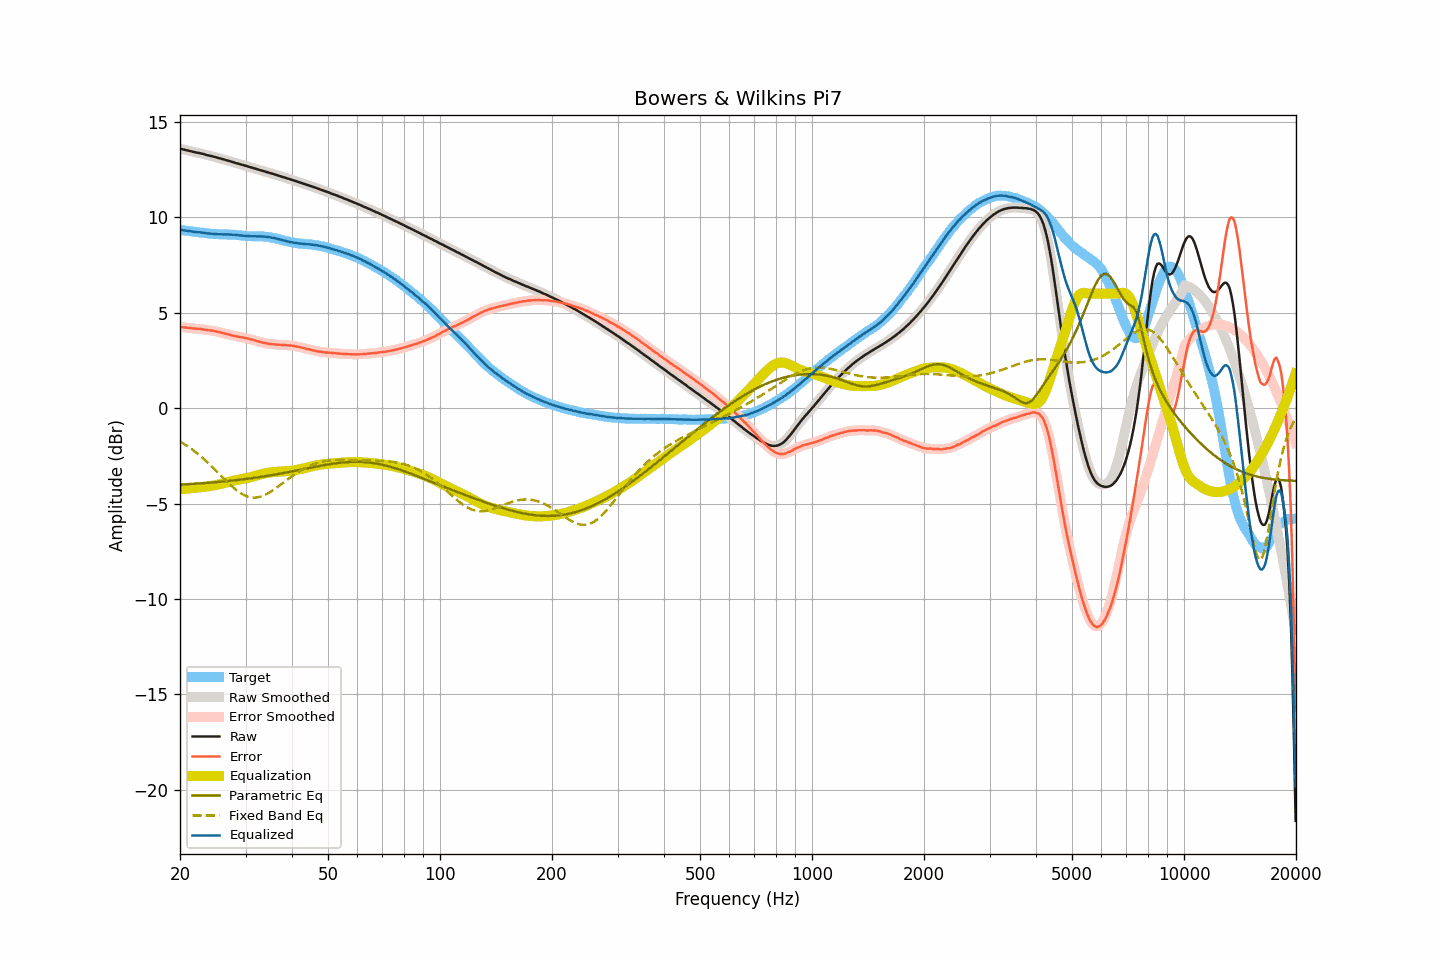 Bowers & Wilkins Pi7
15
10
5
0
−5
−10
−15
−20
Amplitude (dBr)
Target
Raw Smoothed
Error Smoothed
Raw
Error
Equalization
Parametric Eq
Fixed Band Eq
Equalized
20 50 100 200 500 1000 2000 5000 10000 20000
Frequency (Hz)